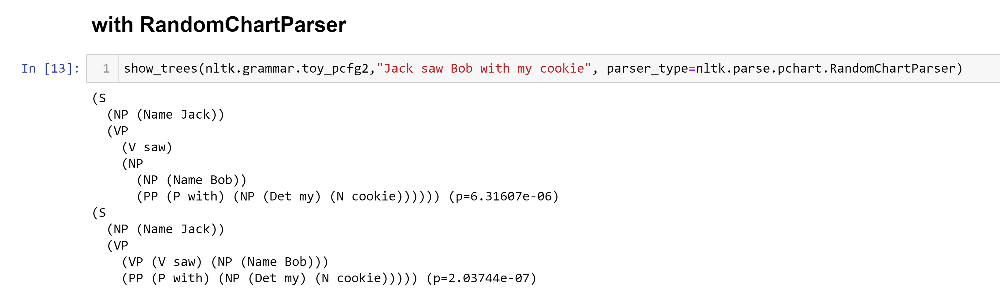 with RandomChartParser
In [13]: 1 show_trees(nltk.grammar.toy_pcfg2,"Jack saw Bob with my cookie", parser_type=nltk.parse.pchart.RandomChartParser)
(S
  (NP (Name Jack))
  (VP
    (V saw)
    (NP
      (NP (Name Bob))
      (PP (P with) (NP (Det my) (N cookie)))))) (p=6.31607e-06)
(S
  (NP (Name Jack))
  (VP
    (VP (V saw) (NP (Name Bob)))
    (PP (P with) (NP (Det my) (N cookie))))) (p=2.03744e-07)